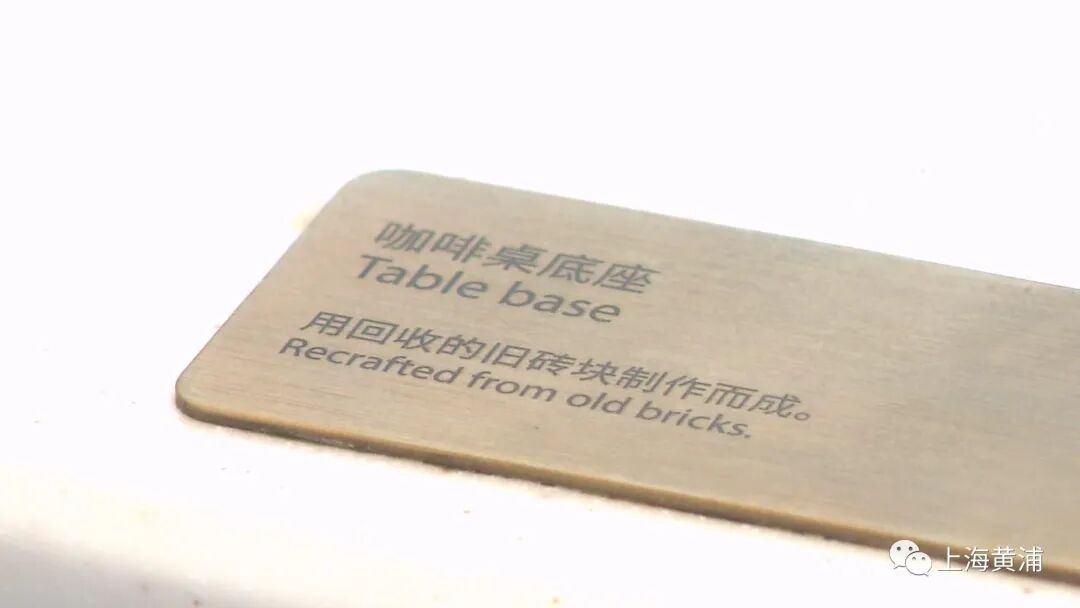 咖啡桌底座
Table base
用回收的旧砖块制作而成。
Recrafted from old bricks.
上海黄浦